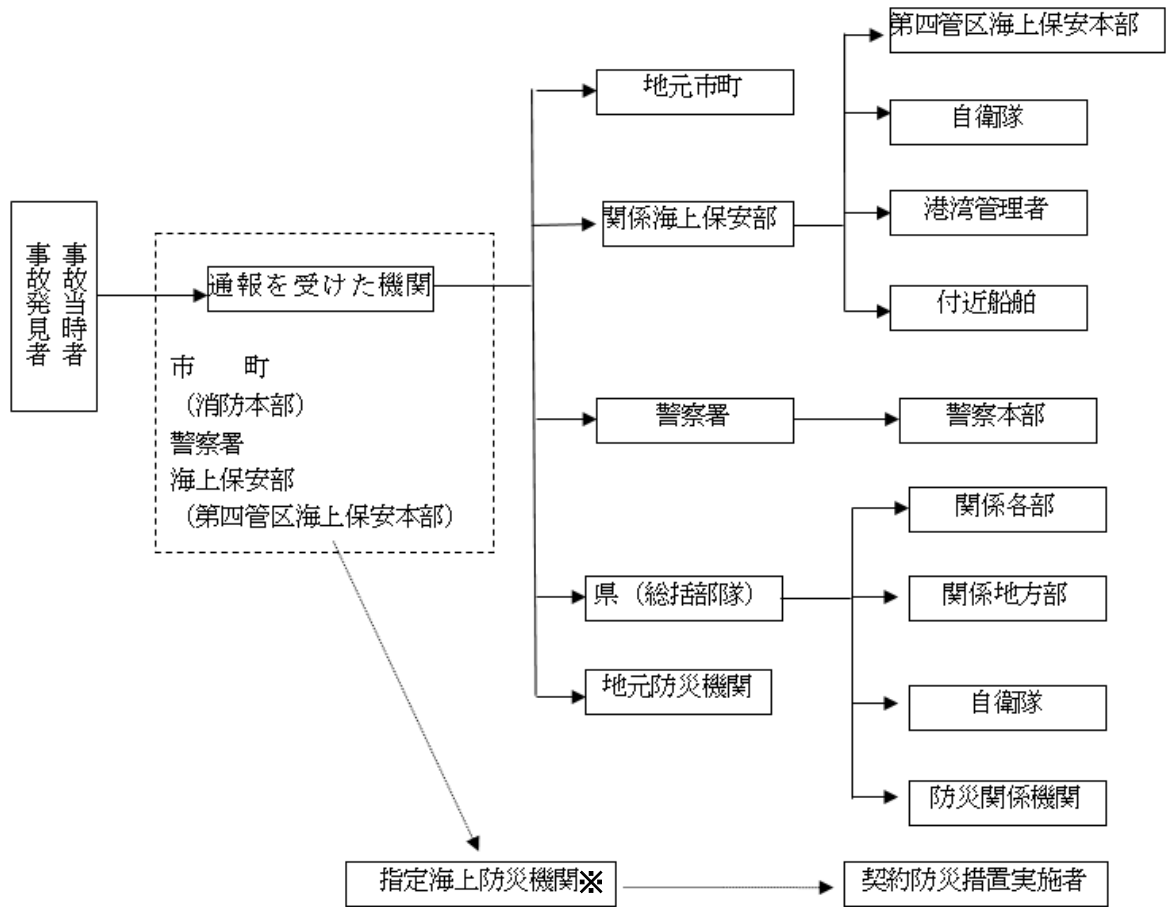 第四管区海上保安本部
地元市町
自衛隊
関係海上保安部
港湾管理者
事故当時者
事故発見者
通報を受けた機関
付近船舶
市　　町
（消防本部）
警察署
海上保安部
（第四管区海上保安本部）
警察署
警察本部
関係各部
県（総括部隊）
関係地方部
地元防災機関
自衛隊
防災関係機関
指定海上防災機関※
契約防災措置実施者